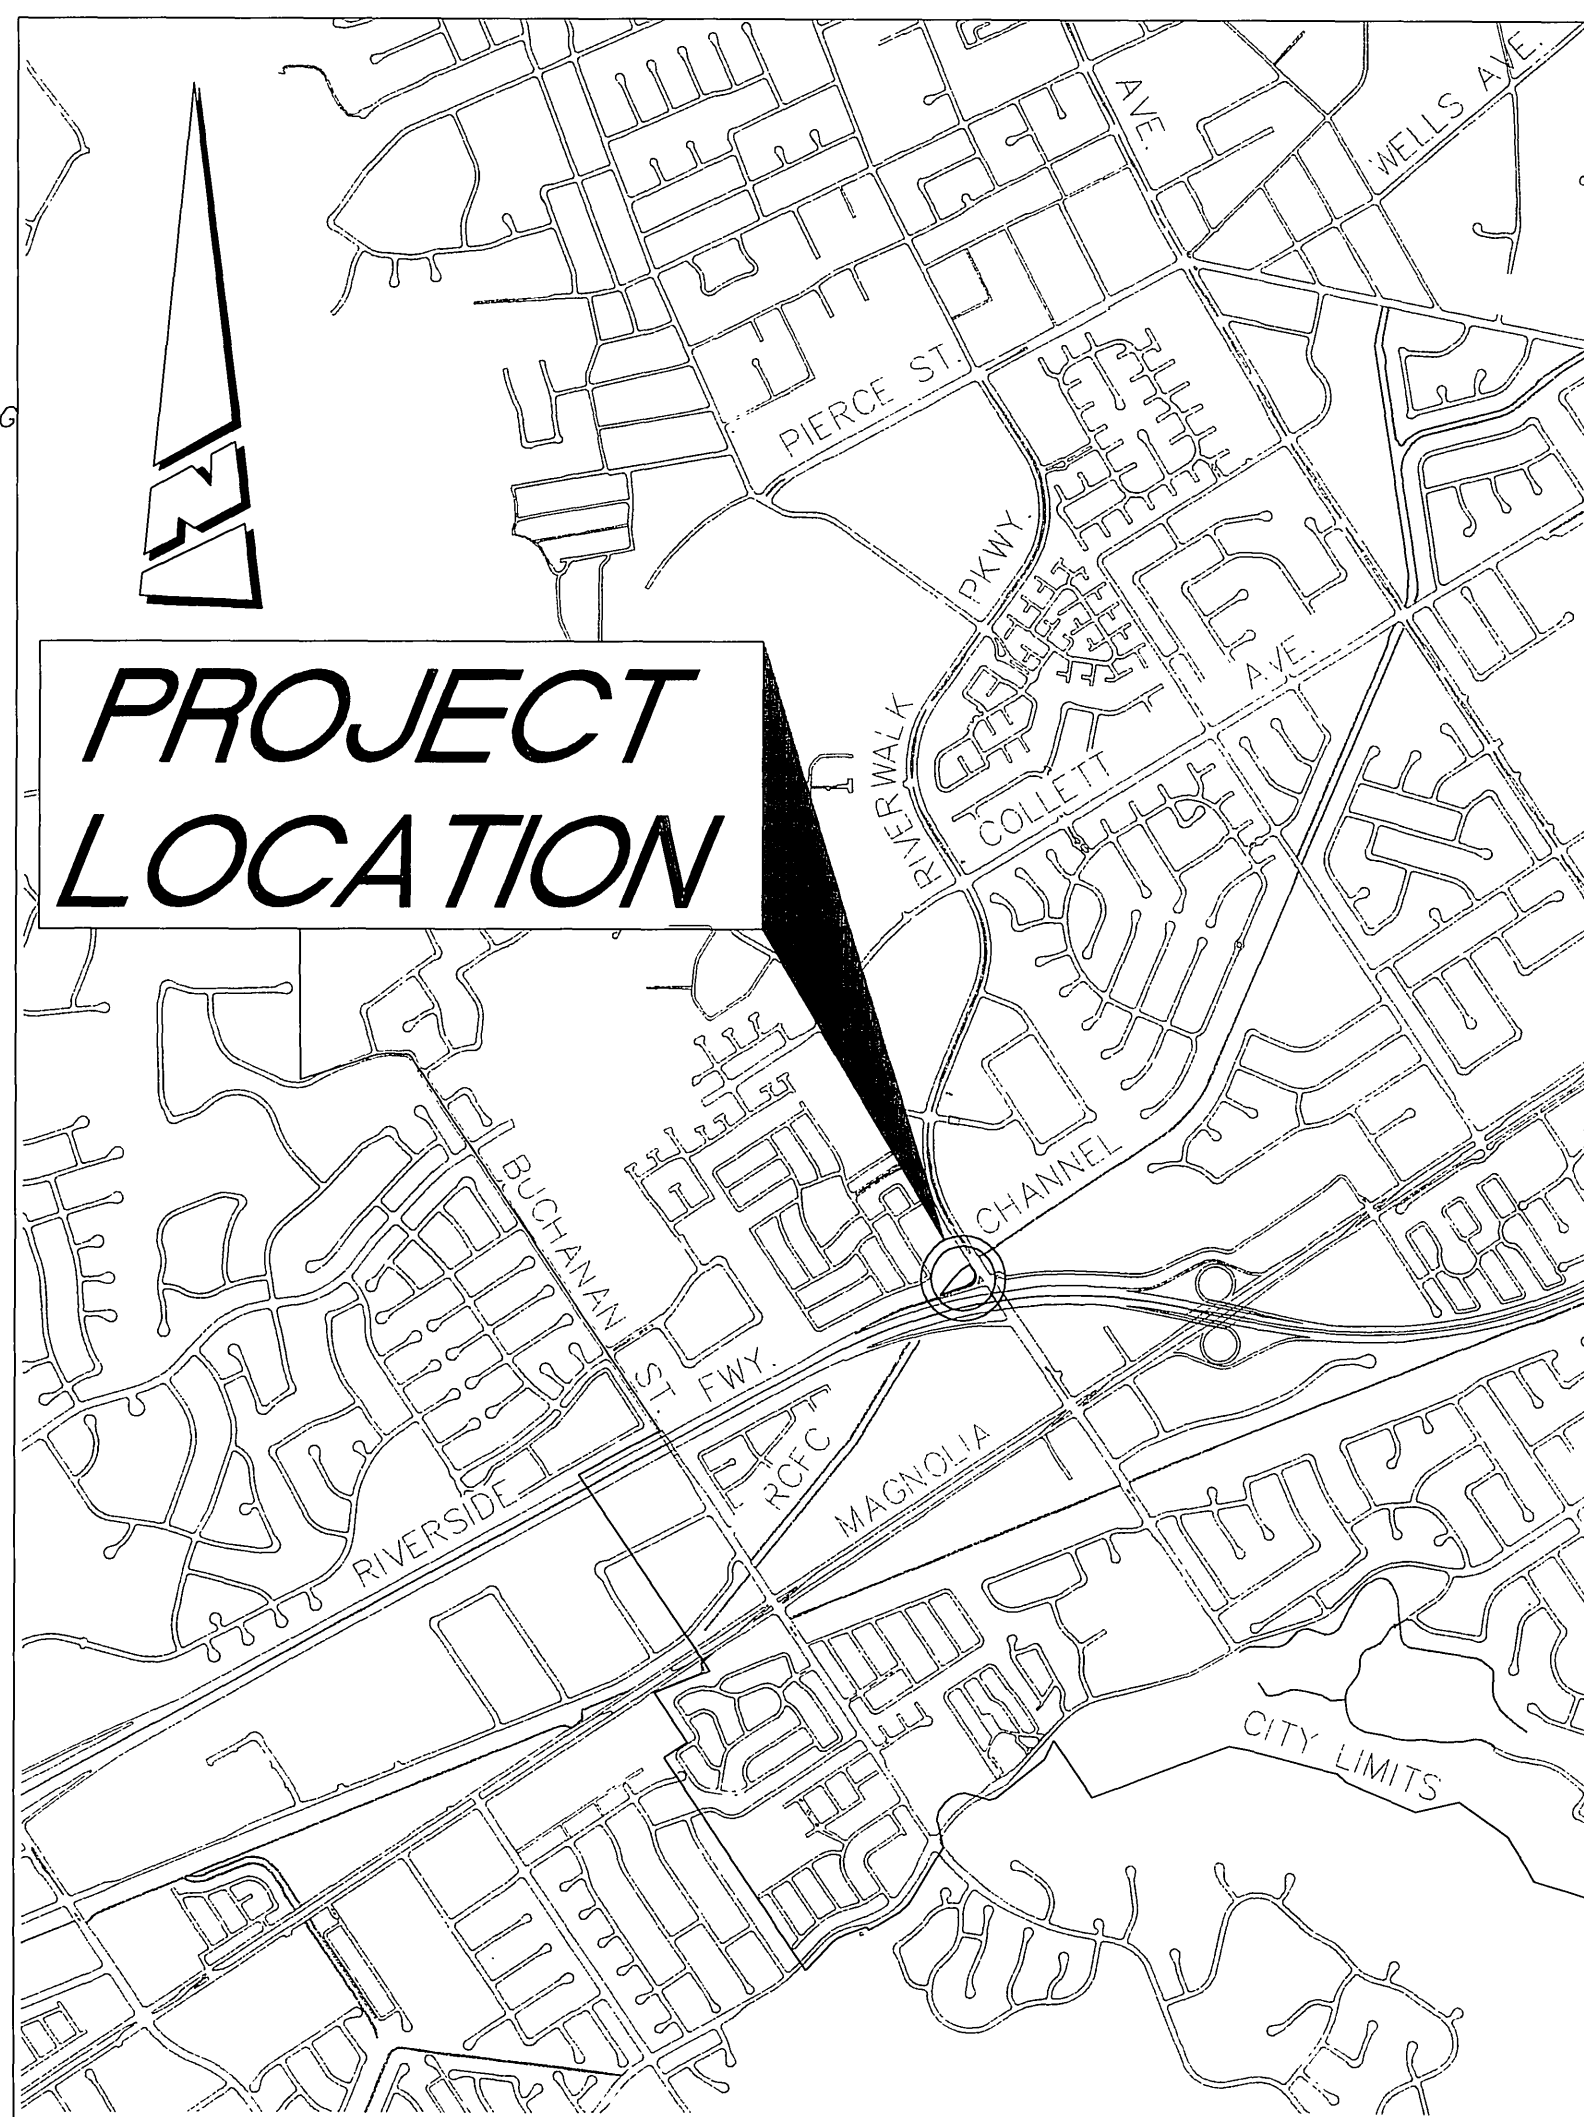 AVE.
WELLS AVE.
PIERCE ST.
G
PKWY.
AVE.
PROJECT
LOCATION
RIVERWALK
COLLETT
CHANNEL
BUCHANAN
ST.
FWY.
RCFC
MAGNOLIA
RIVERSIDE
CITY LIMITS